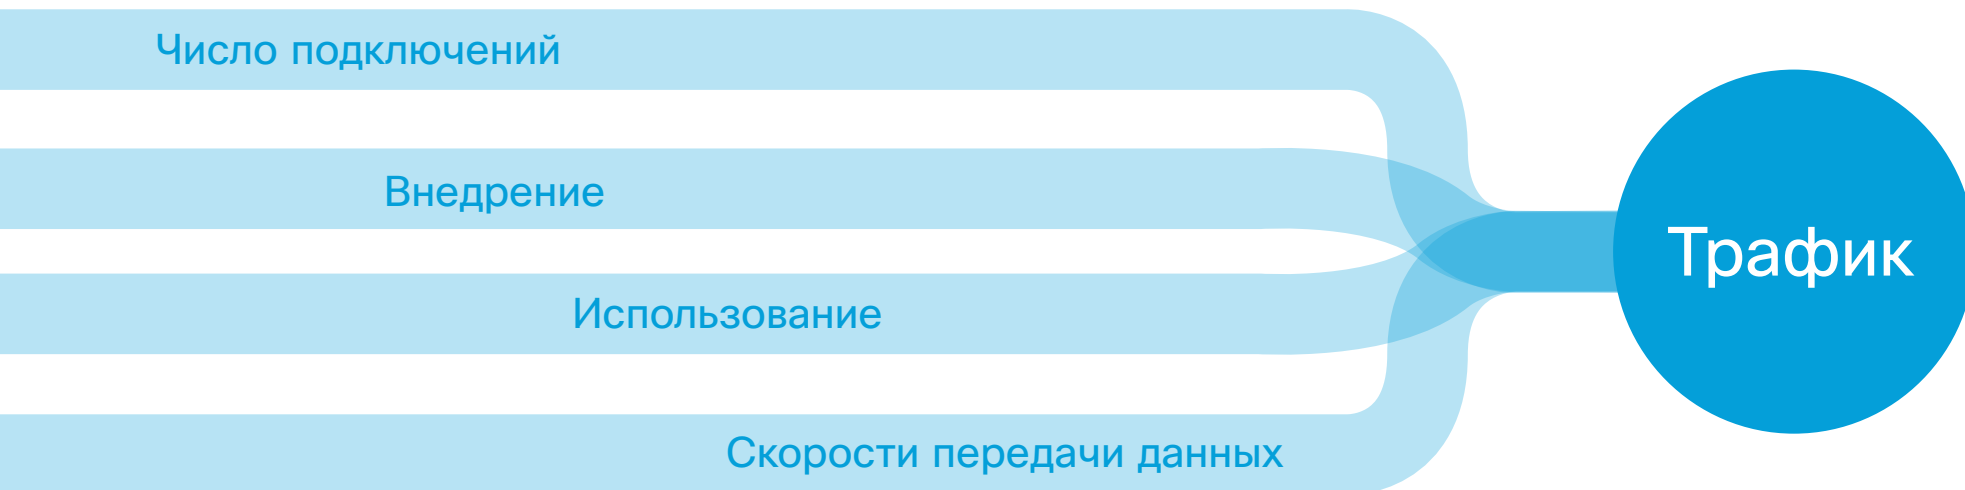 Число подключений
Внедрение
Использование
Скорости передачи данных
Трафик